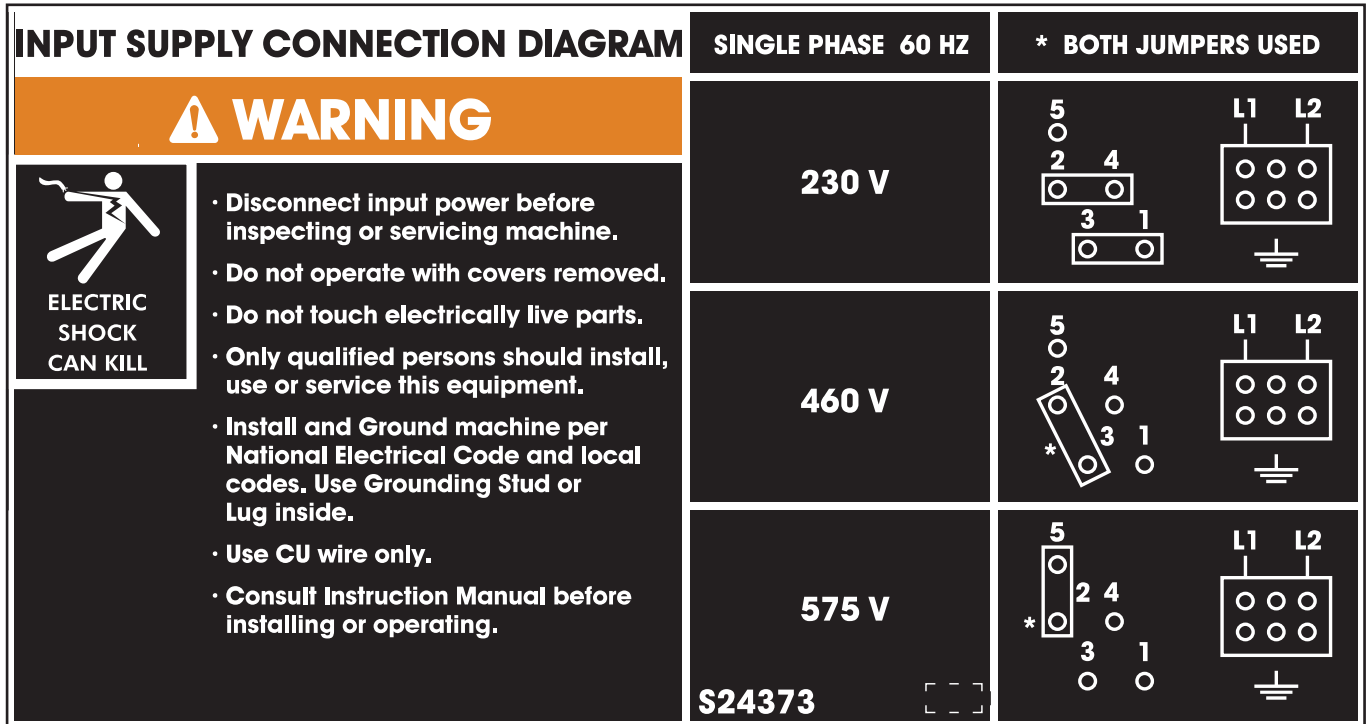 INPUT SUPPLY CONNECTION DIAGRAM
WARNING
ELECTRIC
SHOCK
CAN KILL
· Disconnect input power before
inspecting or servicing machine.
· Do not operate with covers removed.
· Do not touch electrically live parts.
· Only qualified persons should install,
use or service this equipment.
· Install and Ground machine per
National Electrical Code and local
codes. Use Grounding Stud or
Lug inside.
· Use CU wire only.
· Consult Instruction Manual before
installing or operating.
SINGLE PHASE 60 HZ
* BOTH JUMPERS USED
230 V
5
2 4
3 1
L1 L2
460 V
5
2 4
* 3 1
L1 L2
575 V
5
2 4
*
3 1
L1 L2
S24373